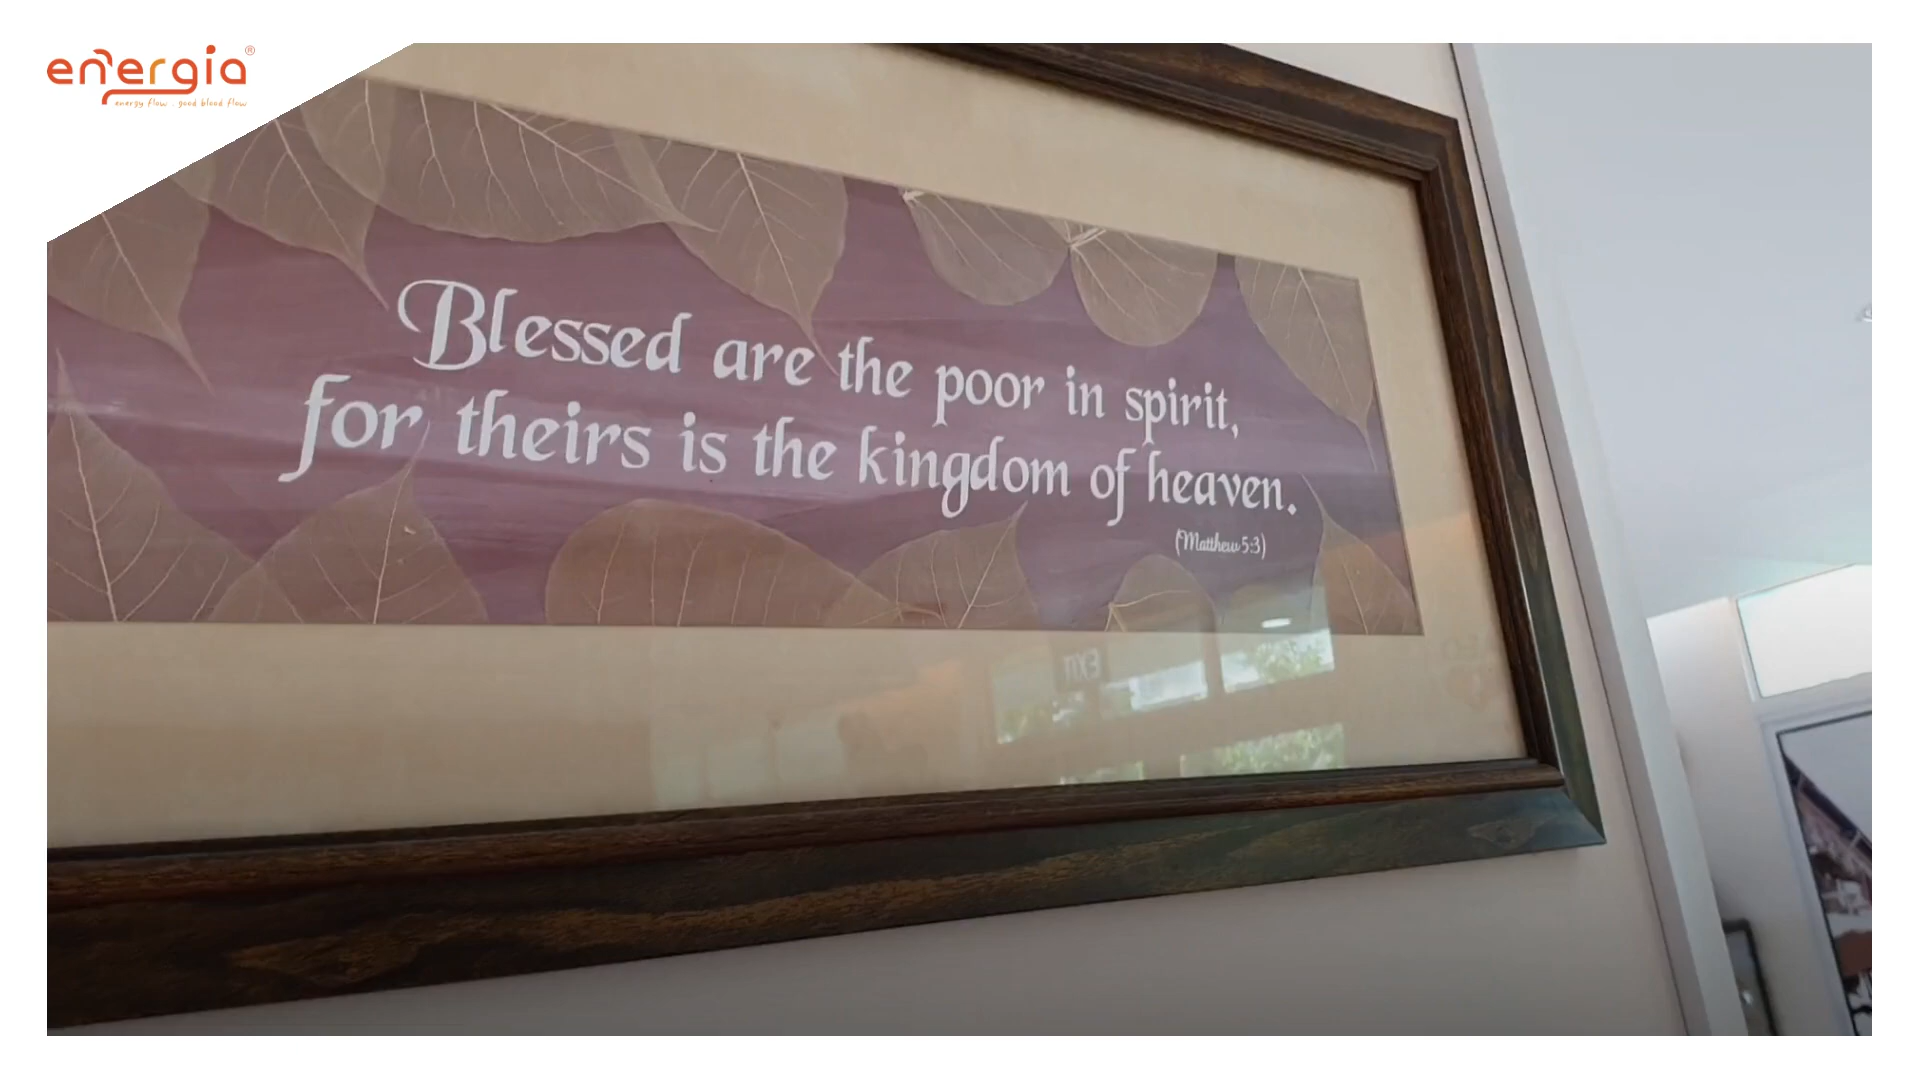 energia®
energy flow . good blood flow
Blessed are the poor in spirit,
for theirs is the kingdom of heaven.
(Matthew 5:3)
EXIT